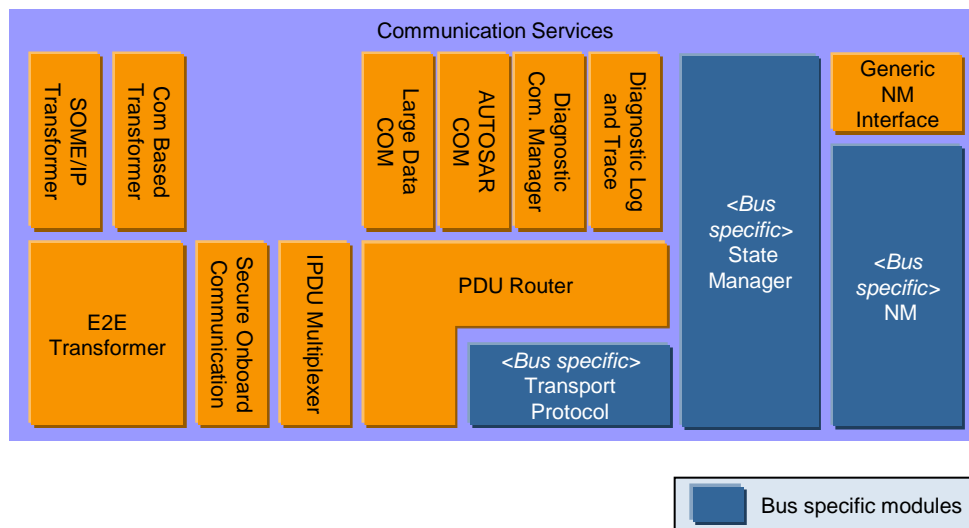 Communication Services
SOME/IP
Transformer
Com Based
Transformer
Large Data
COM
AUTOSAR
COM
Diagnostic
Com. Manager
Diagnostic Log
and Trace
<Bus
specific>
State
Manager
Generic
NM
Interface
E2E
Transformer
Secure Onboard
Communication
IPDU Multiplexer
PDU Router
<Bus specific>
Transport
Protocol
<Bus
specific>
NM
Bus specific modules